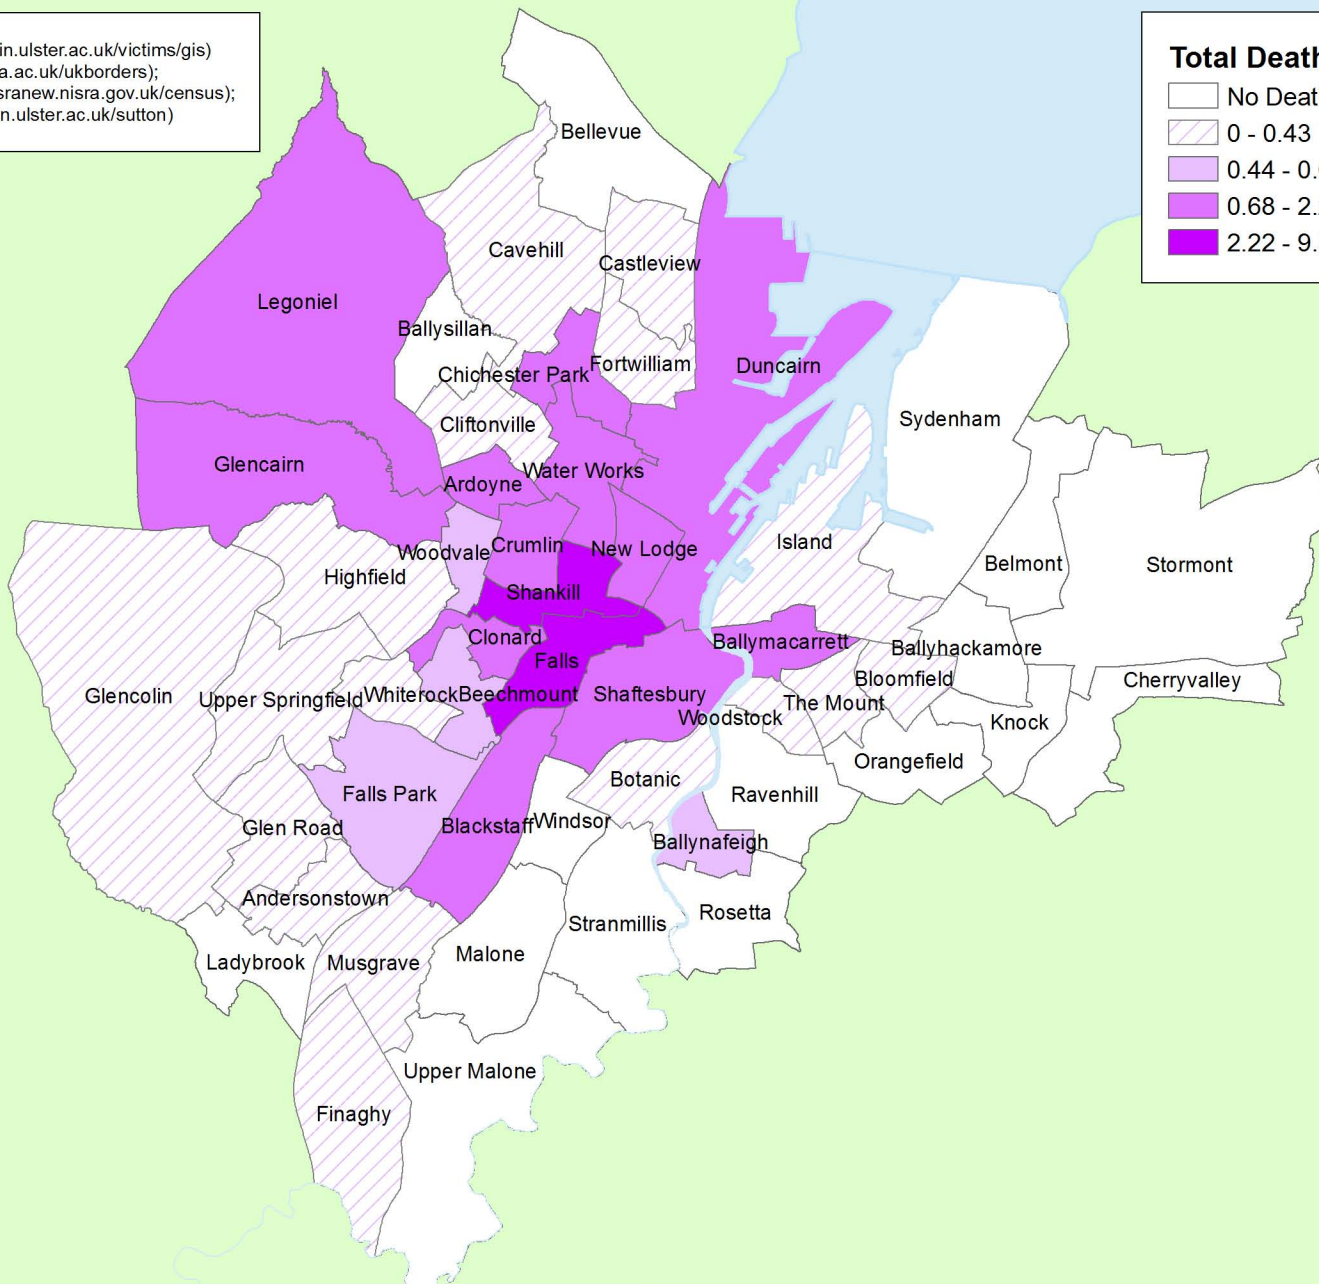 in.ulster.ac.uk/victims/gis)
a.ac.uk/ukborders);
sranew.nisra.gov.uk/census);
n.ulster.ac.uk/sutton)
Total Death
No Deat
0 - 0.43
0.44 - 0.
0.68 - 2.
2.22 - 9.
Bellevue
Cavehill
Castleview
Legoniel
Ballysillan
Fortwilliam
Duncairn
Chichester Park
Sydenham
Cliftonville
Glencairn
Water Works
Ardoyne
Island
Crumlin
New Lodge
Woodvale
Belmont
Stormont
Highfield
Shankill
Clonard
Ballymacarrett
Ballyhackamore
Falls
Bloomfield
Cherryvalley
Glencolin
Upper Springfield
Whiterock
Beechmount
Shaftesbury
The Mount
Woodstock
Knock
Orangefield
Botanic
Falls Park
Ravenhill
Glen Road
Blackstaff
Windsor
Ballynafeigh
Andersonstown
Rosetta
Stranmillis
Malone
Ladybrook
Musgrave
Upper Malone
Finaghy